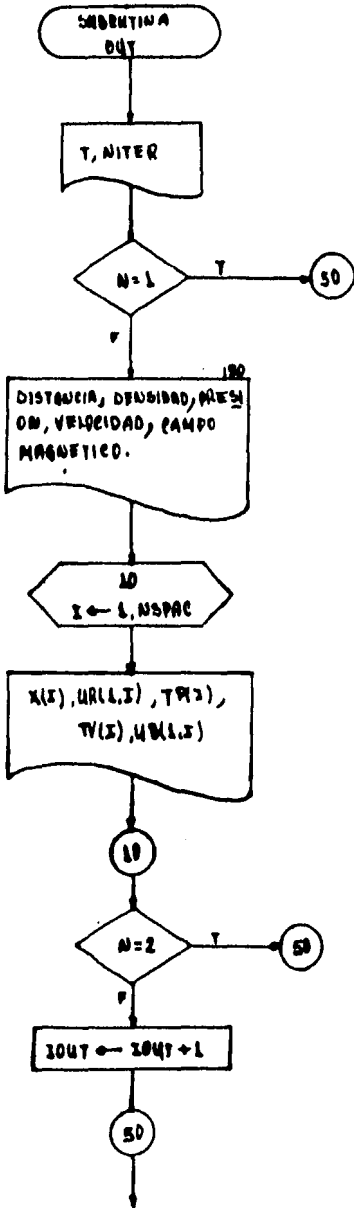 SUBRUTINA
OUT
T, NITER
N=1
T
50
F
100
DISTANCIA, DENSIDAD, PRESI
ON, VELOCIDAD, CAMPO
MAGNETICO.
10
I ← 1, NSPAC
X(I), UR(1,I), TP(I),
TV(I), UB(1,I)
10
N=2
T
50
F
IOUT ← IOUT + 1
50